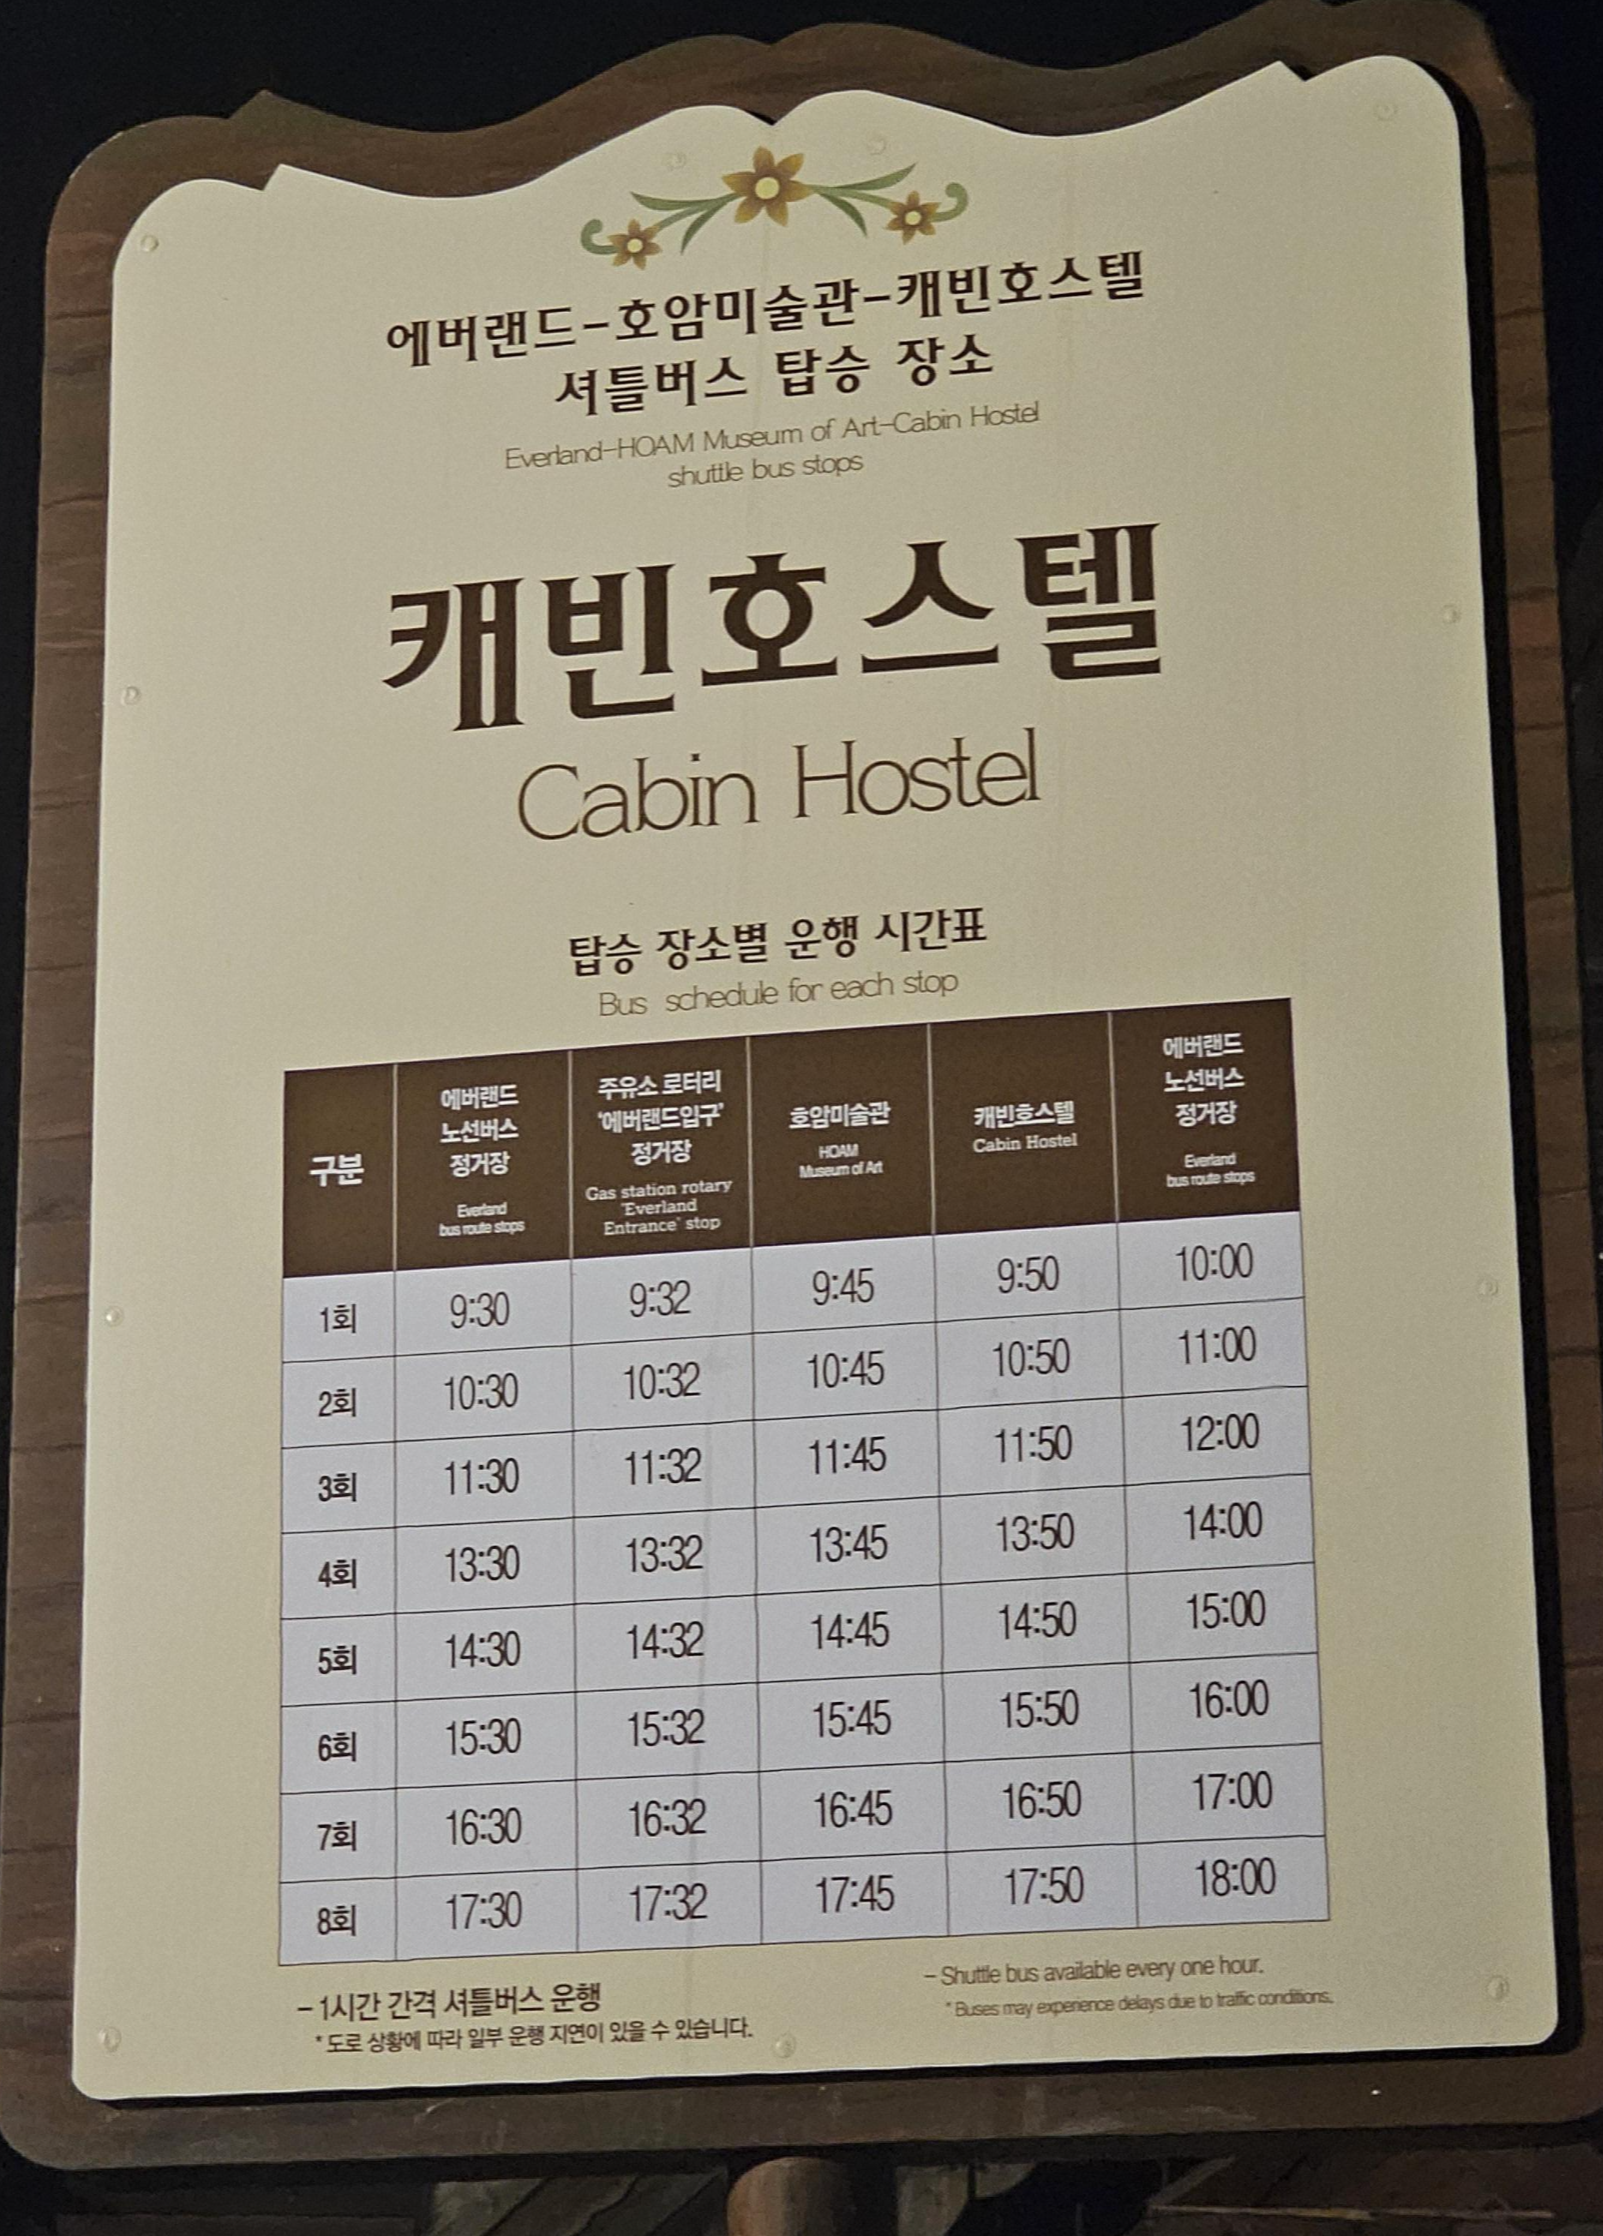 에버랜드-호암미술관-캐빈호스텔
셔틀버스 탑승 장소
Everland-HOAM Museum of Art-Cabin Hostel
shuttle bus stops
캐빈호스텔
Cabin Hostel
탑승 장소별 운행 시간표
Bus schedule for each stop
구분
에버랜드
노선버스
정거장
Everland
bus route stops
주유소 로터리
'에버랜드입구'
정거장
Gas station rotary
'Everland
Entrance' stop
호암미술관
HOAM
Museum of Art
캐빈호스텔
Cabin Hostel
에버랜드
노선버스
정거장
Everland
bus route stops
1회 9:30 9:32 9:45 9:50 10:00
2회 10:30 10:32 10:45 10:50 11:00
3회 11:30 11:32 11:45 11:50 12:00
4회 13:30 13:32 13:45 13:50 14:00
5회 14:30 14:32 14:45 14:50 15:00
6회 15:30 15:32 15:45 15:50 16:00
7회 16:30 16:32 16:45 16:50 17:00
8회 17:30 17:32 17:45 17:50 18:00
- 1시간 간격 셔틀버스 운행
* 도로 상황에 따라 일부 운행 지연이 있을 수 있습니다.
- Shuttle bus available every one hour.
* Buses may experience delays due to traffic conditions.